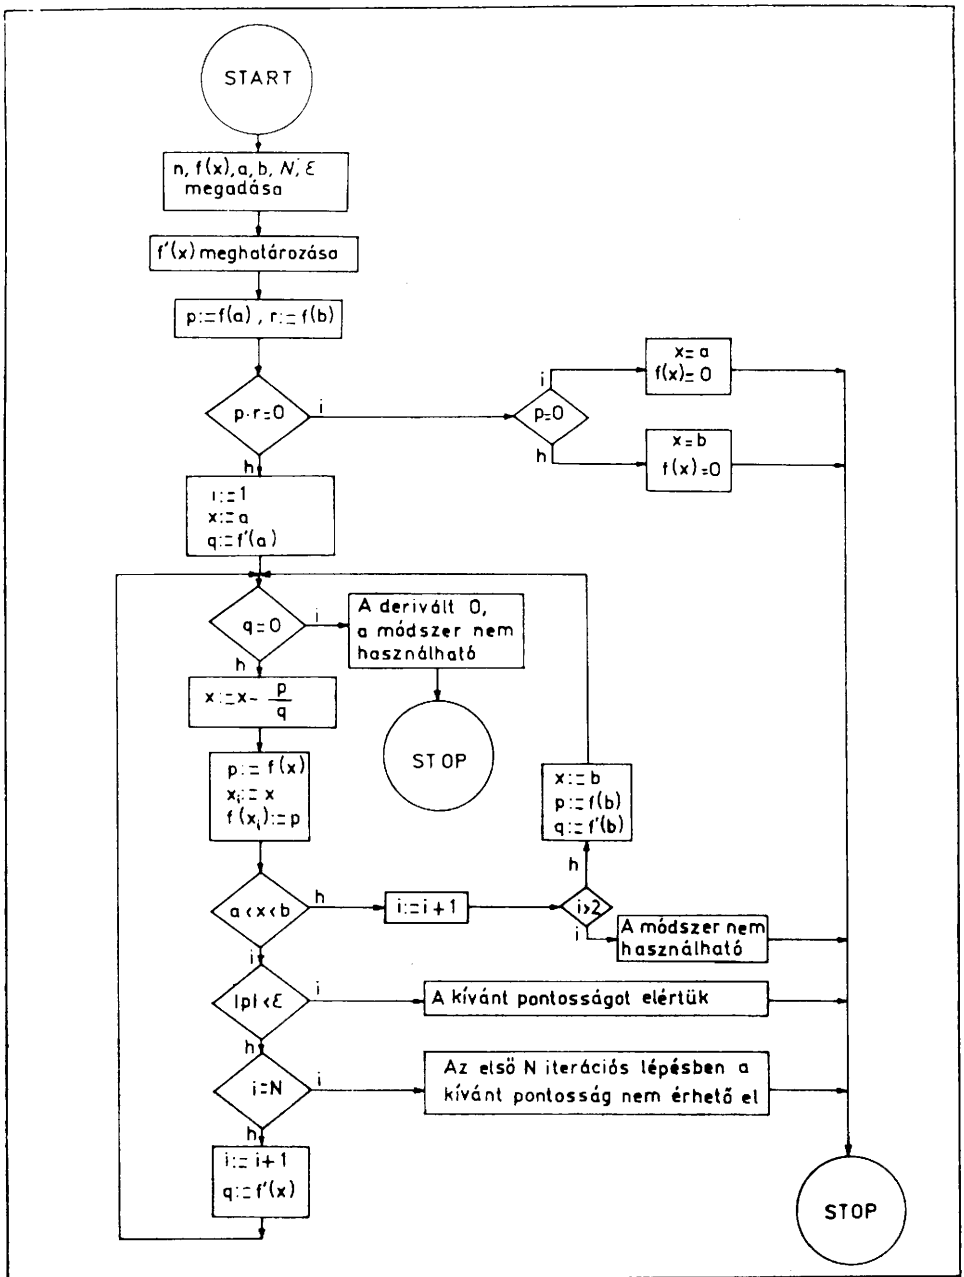 START
n, f(x), a, b, N, ε
megadása
f'(x) meghatározása
p:=f(a), r:=f(b)
p·r=0
i
h
p=0
i
h
x=a
f(x)=0
x=b
f(x)=0
i:=1
x:=a
q:=f'(a)
q=0
i
h
A derivált 0,
a módszer nem
használható
STOP
x:=x- p/q
p:=f(x)
xᵢ:=x
f(xᵢ):=p
a<x<b
h
i
i:=i+1
i>2
h
i
x:=b
p:=f(b)
q:=f'(b)
A módszer nem
használható
|p|<ε
i
h
A kívánt pontosságot elértük
i=N
i
h
Az első N iterációs lépésben a
kívánt pontosság nem érhető el
i:=i+1
q:=f'(x)
STOP